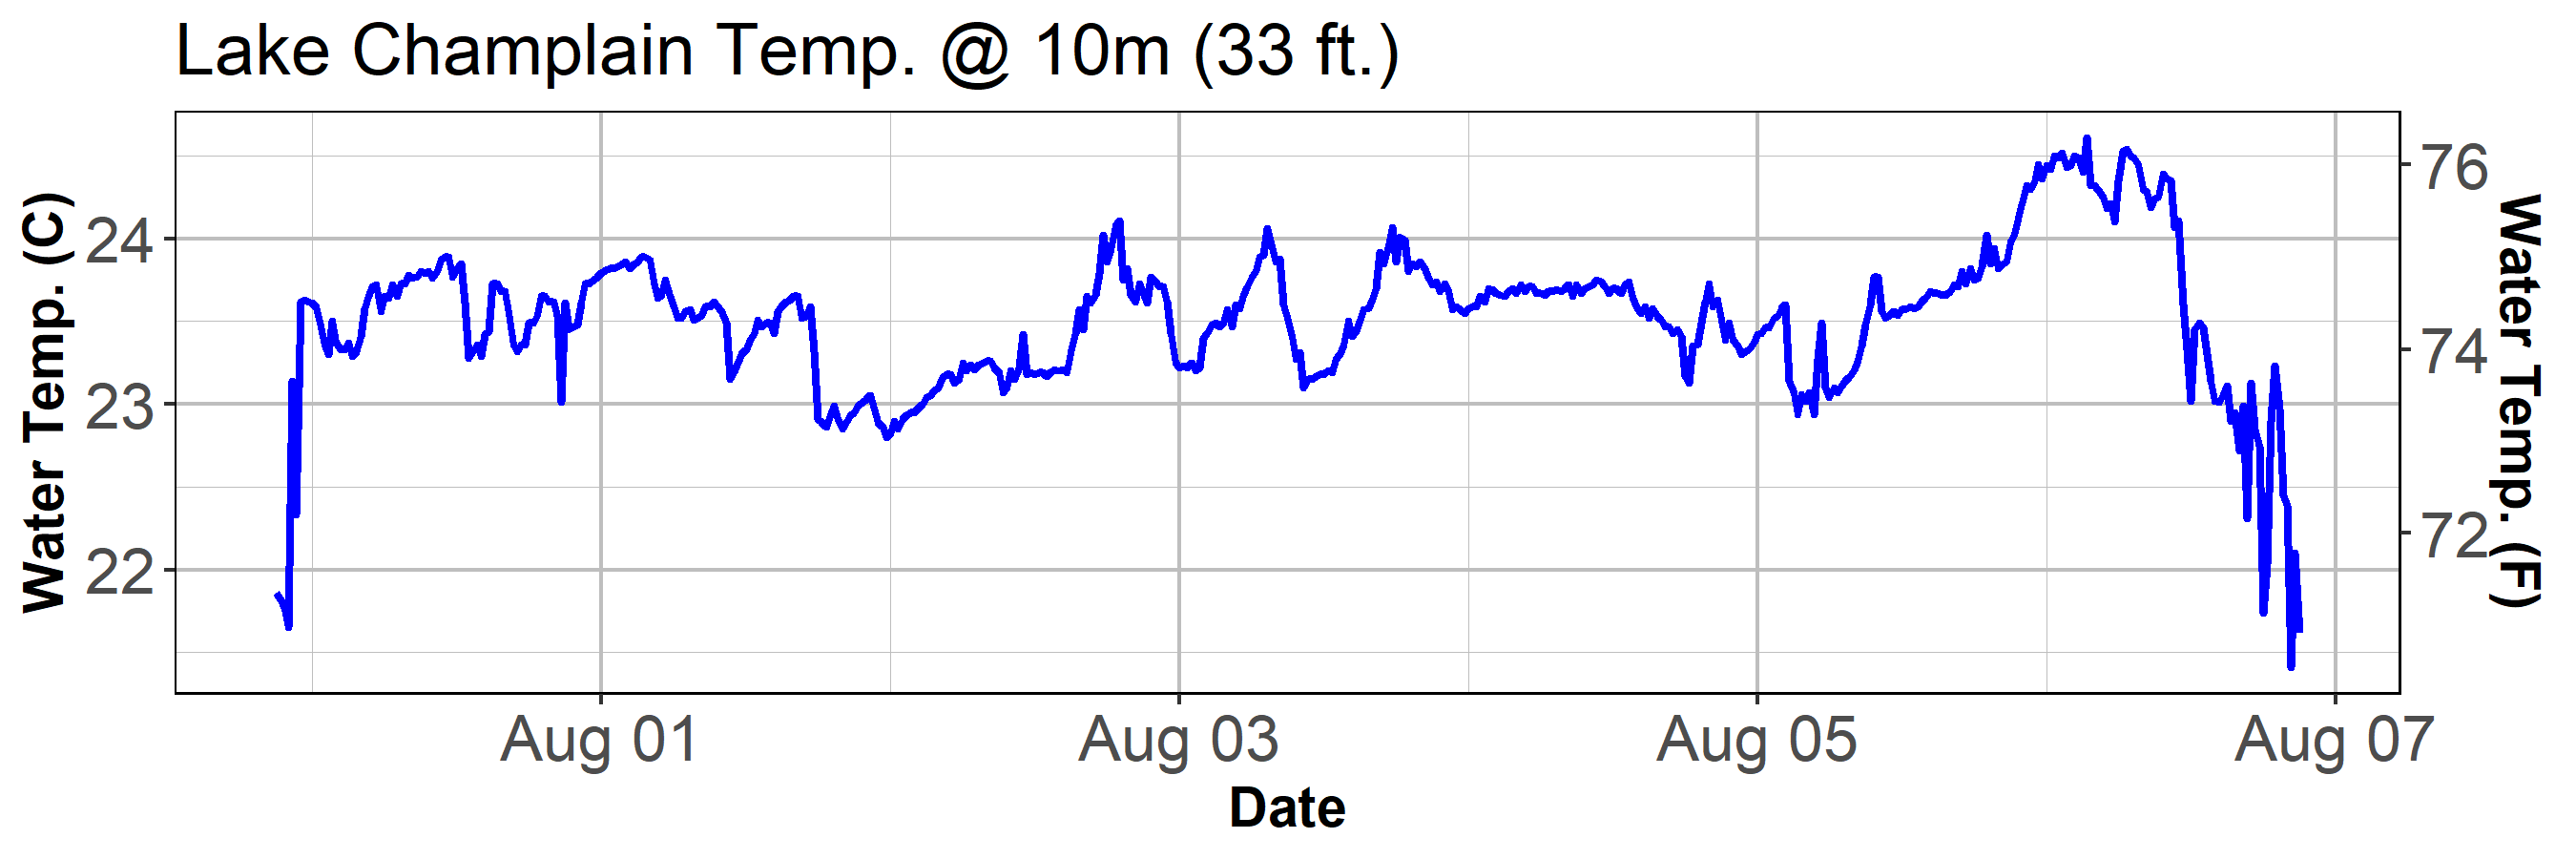 Lake Champlain Temp. @ 10m (33 ft.)
Water Temp. (C)
24
23
22
76
74
72
Water Temp. (F)
Aug 01 Aug 03 Aug 05 Aug 07
Date